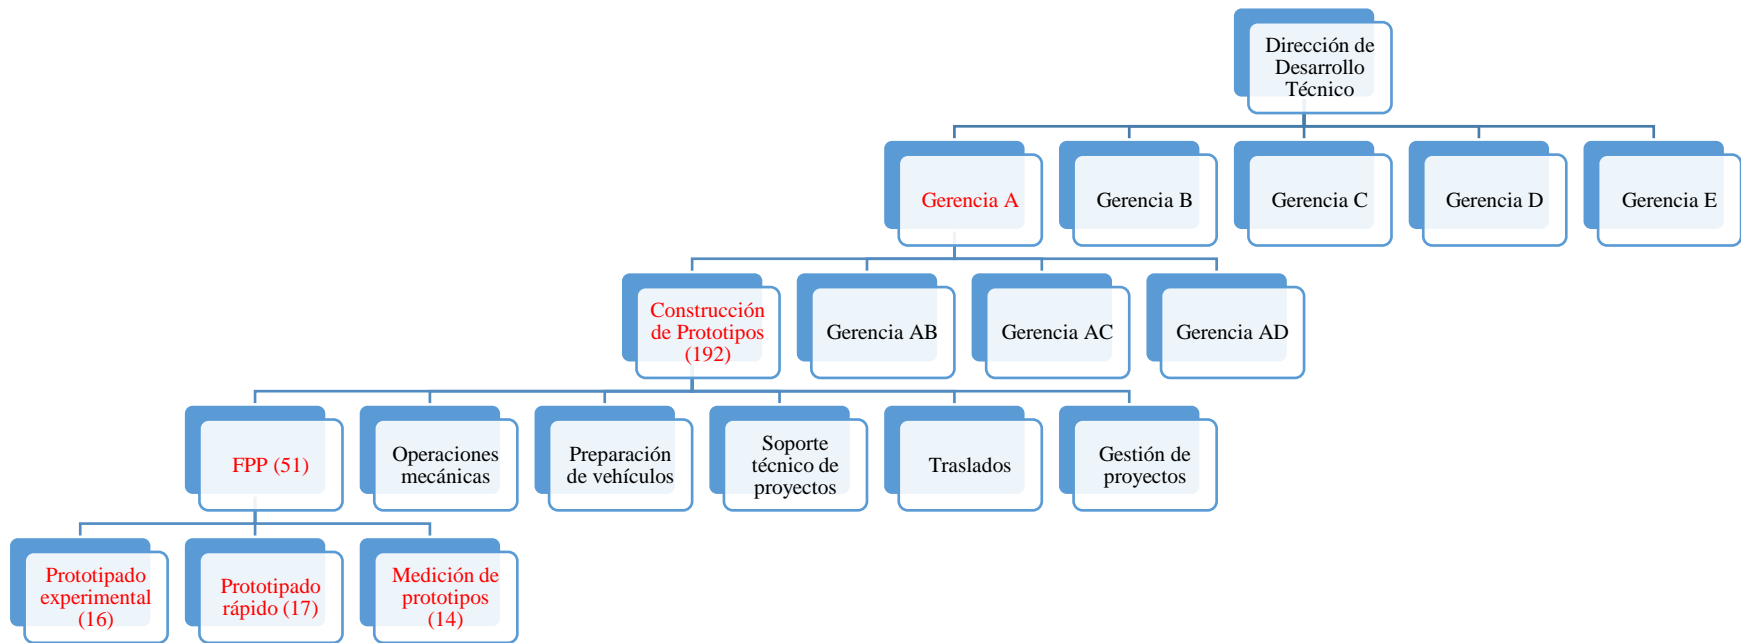 Dirección de
Desarrollo
Técnico
Gerencia A
Gerencia B
Gerencia C
Gerencia D
Gerencia E
Construcción
de Prototipos
(192)
Gerencia AB
Gerencia AC
Gerencia AD
FPP (51)
Operaciones
mecánicas
Preparación
de vehículos
Soporte
técnico de
proyectos
Traslados
Gestión de
proyectos
Prototipado
experimental
(16)
Prototipado
rápido (17)
Medición de
prototipos
(14)